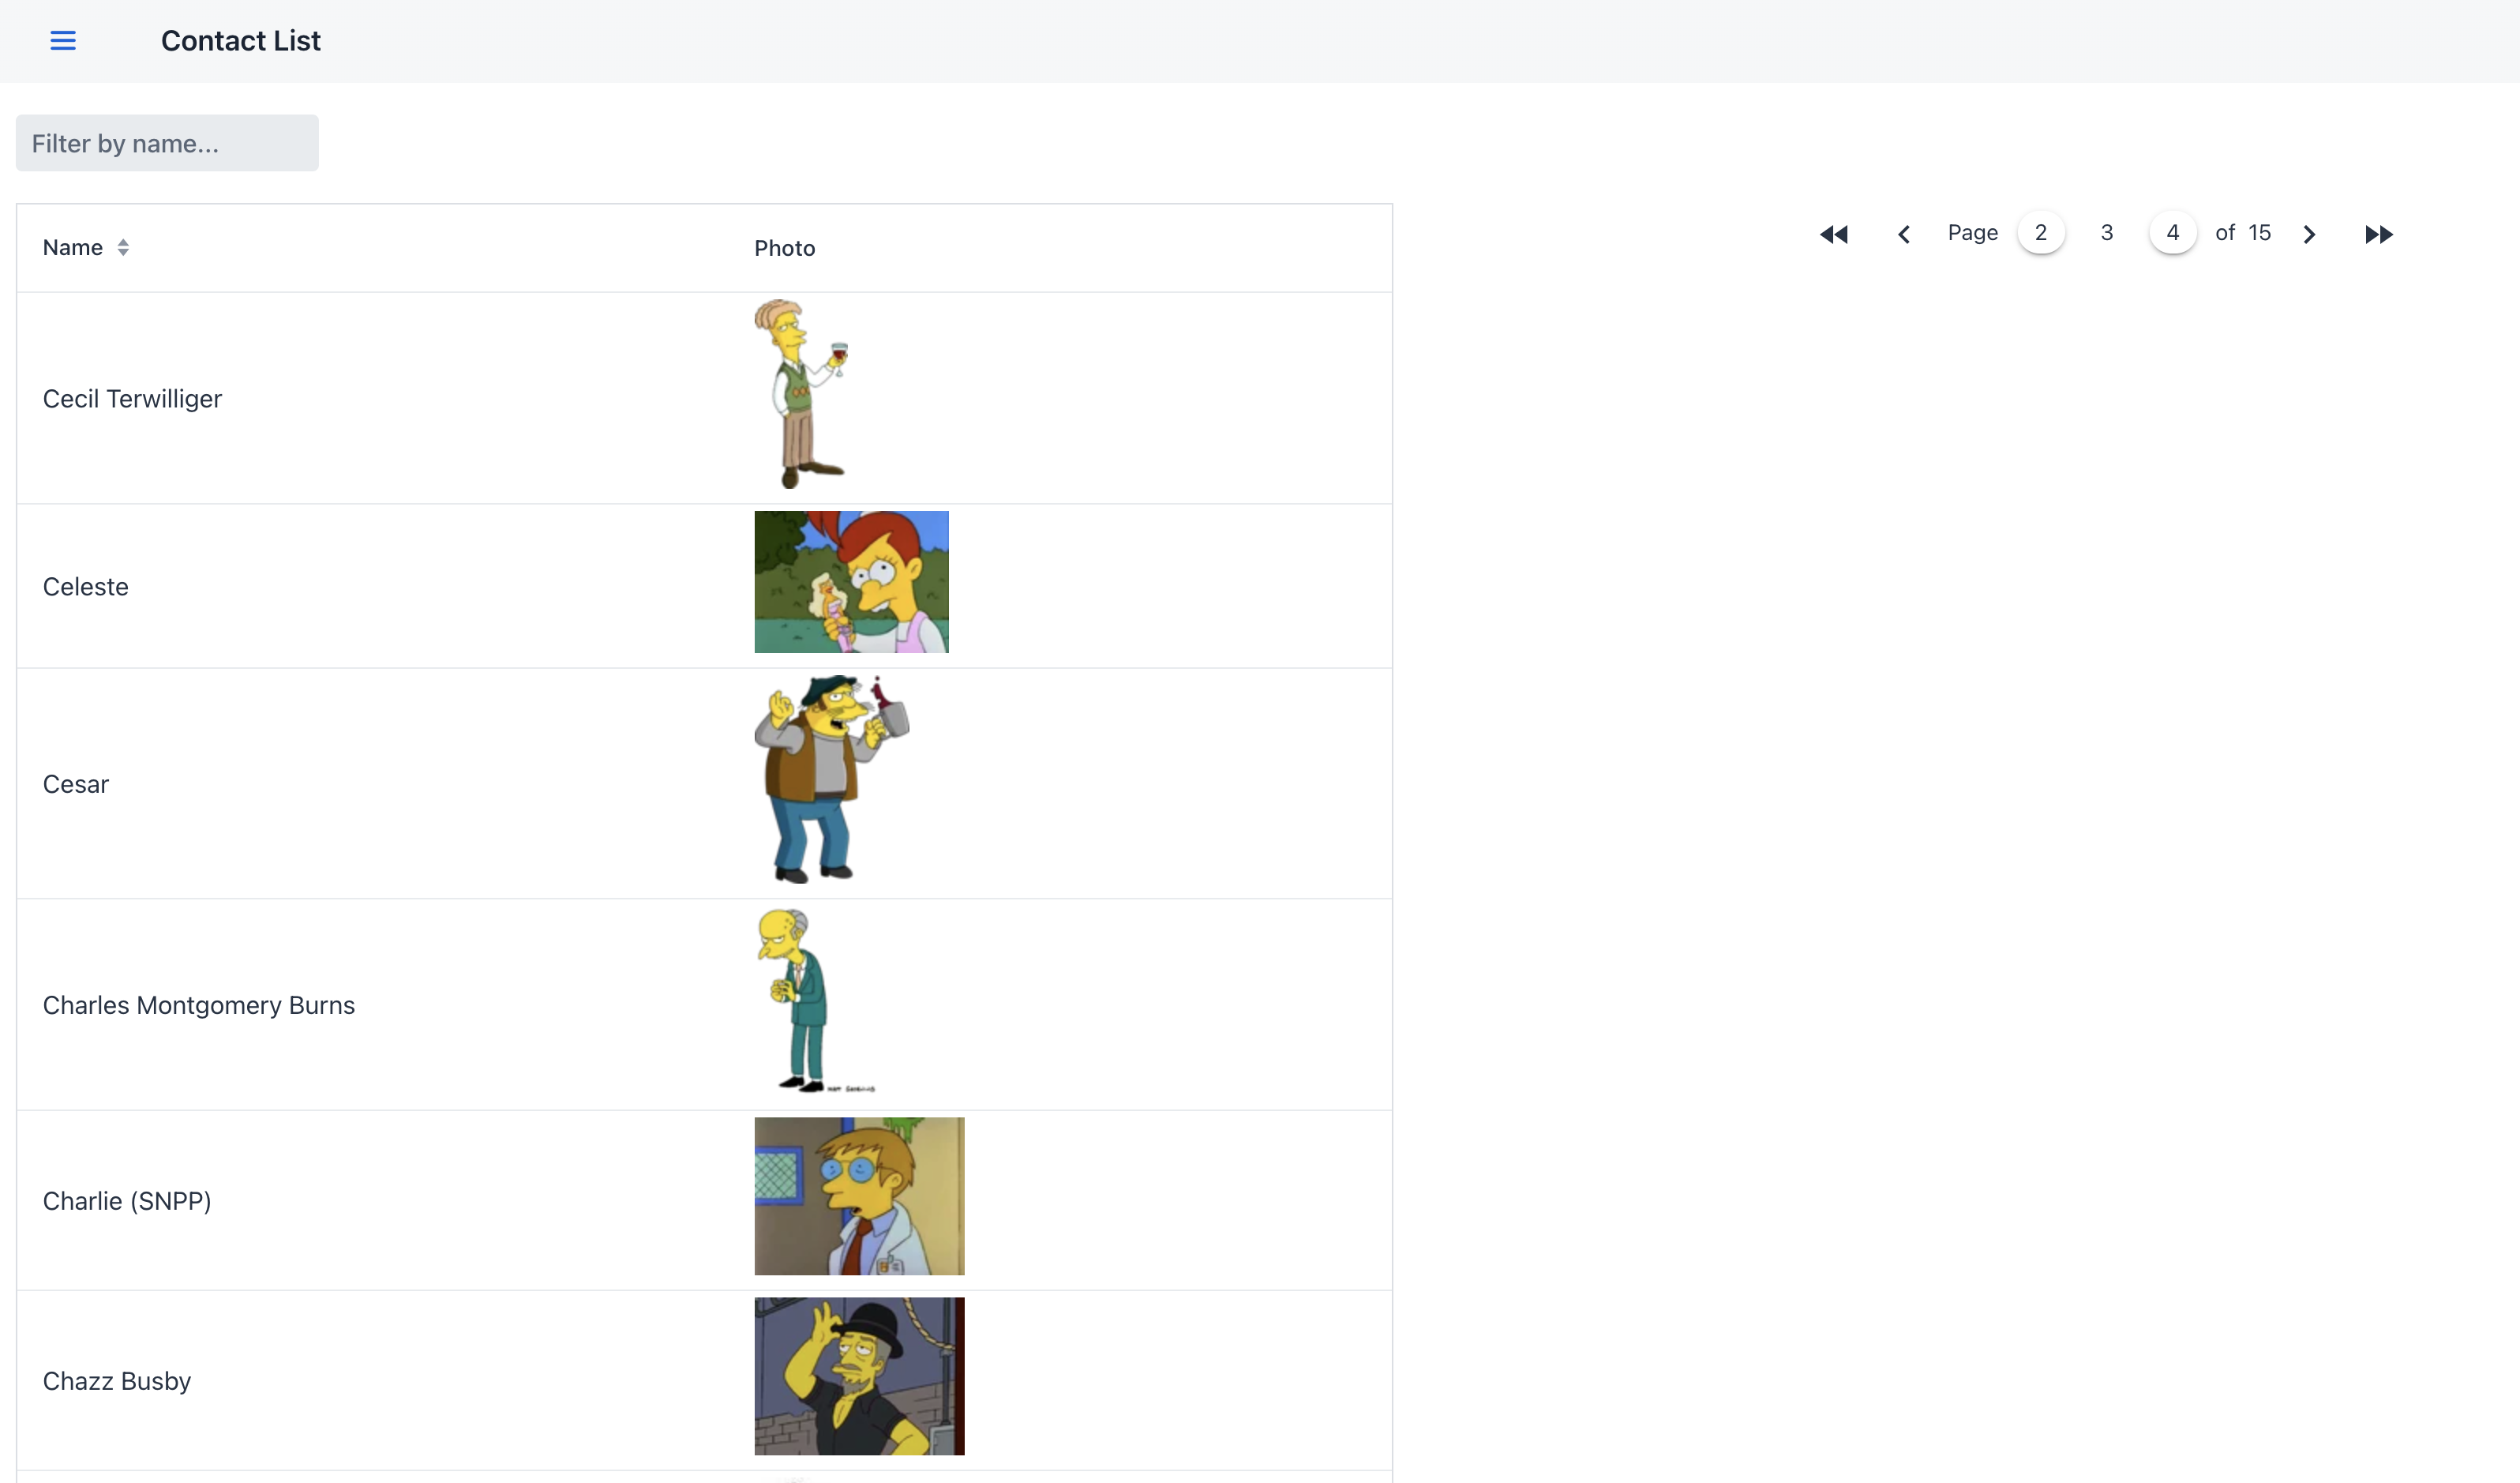 Contact List
Filter by name...
Name Photo
Page 2 3 4 of 15
Cecil Terwilliger
Celeste
Cesar
Charles Montgomery Burns
Charlie (SNPP)
Chazz Busby